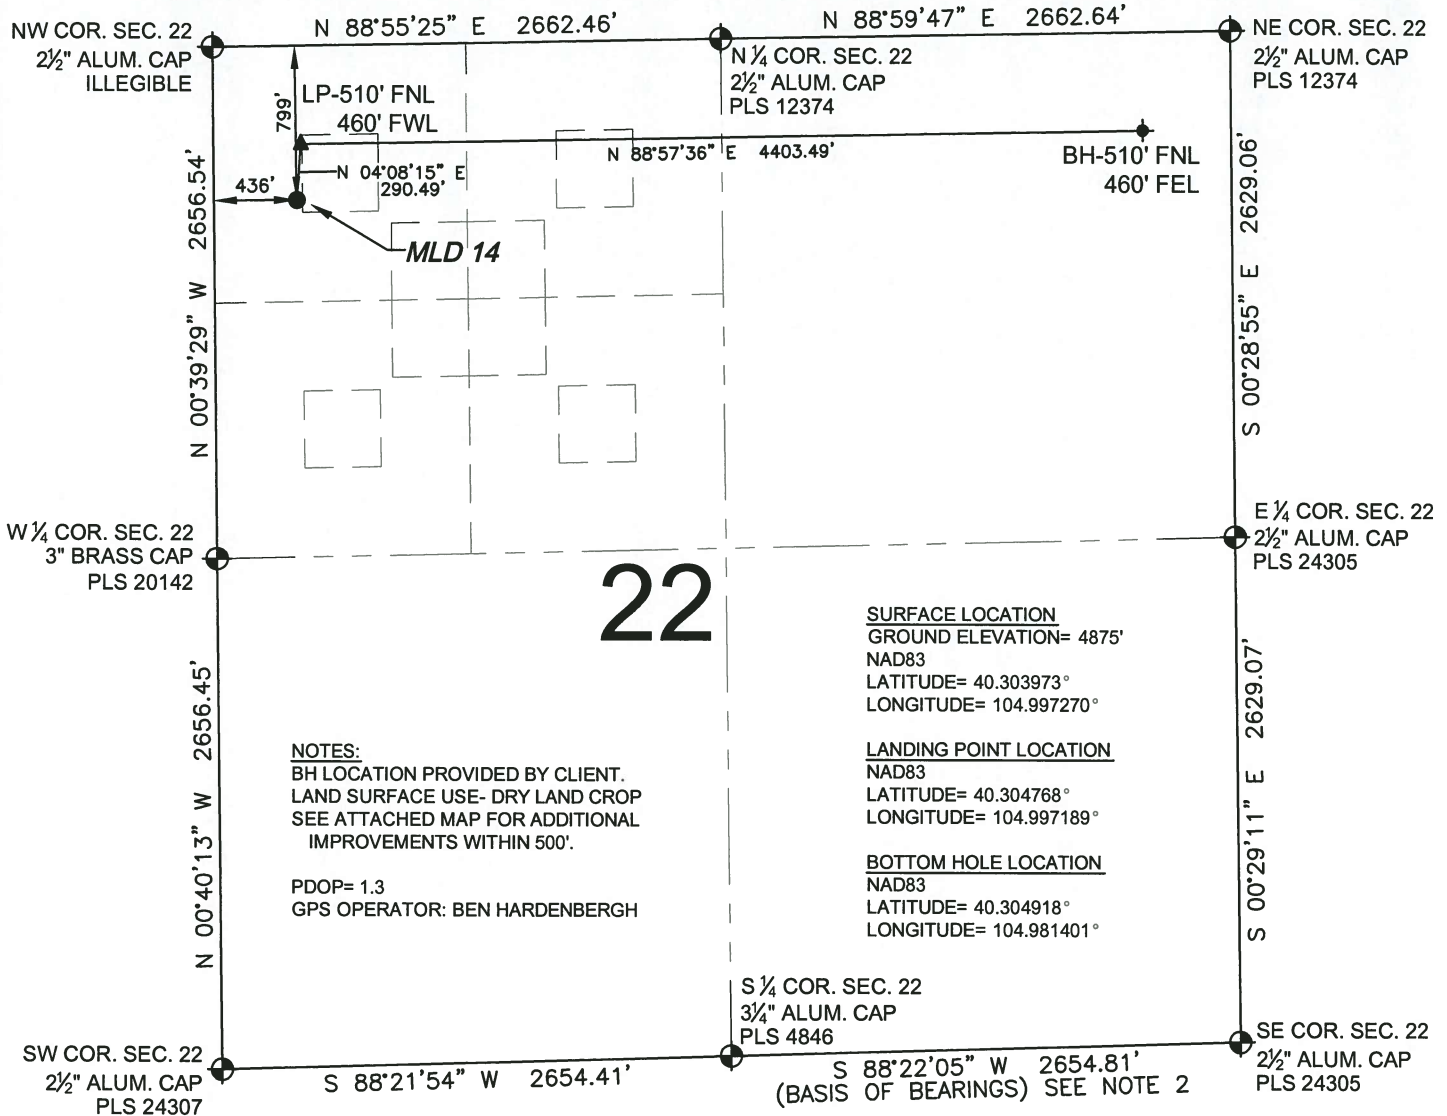 N 88°55'25" E 2662.46'
N 88°59'47" E 2662.64'
NW COR. SEC. 22
2½" ALUM. CAP
ILLEGIBLE
N ¼ COR. SEC. 22
2½" ALUM. CAP
PLS 12374
NE COR. SEC. 22
2½" ALUM. CAP
PLS 12374
799'
LP-510' FNL
460' FWL
N 88°57'36" E 4403.49'
BH-510' FNL
460' FEL
N 04°08'15" E
290.49'
436'
MLD 14
N 00°39'29" W 2656.54'
S 00°28'55" E 2629.06'
W ¼ COR. SEC. 22
3" BRASS CAP
PLS 20142
E ¼ COR. SEC. 22
2½" ALUM. CAP
PLS 24305
22
SURFACE LOCATION
GROUND ELEVATION= 4875'
NAD83
LATITUDE= 40.303973°
LONGITUDE= 104.997270°
LANDING POINT LOCATION
NAD83
LATITUDE= 40.304768°
LONGITUDE= 104.997189°
BOTTOM HOLE LOCATION
NAD83
LATITUDE= 40.304918°
LONGITUDE= 104.981401°
NOTES:
BH LOCATION PROVIDED BY CLIENT.
LAND SURFACE USE- DRY LAND CROP
SEE ATTACHED MAP FOR ADDITIONAL
IMPROVEMENTS WITHIN 500'.
PDOP= 1.3
GPS OPERATOR: BEN HARDENBERGH
N 00°40'13" W 2656.45'
S 00°29'11" E 2629.07'
S ¼ COR. SEC. 22
3¼" ALUM. CAP
PLS 4846
SW COR. SEC. 22
2½" ALUM. CAP
PLS 24307
SE COR. SEC. 22
2½" ALUM. CAP
PLS 24305
S 88°21'54" W 2654.41'
S 88°22'05" W 2654.81'
(BASIS OF BEARINGS) SEE NOTE 2